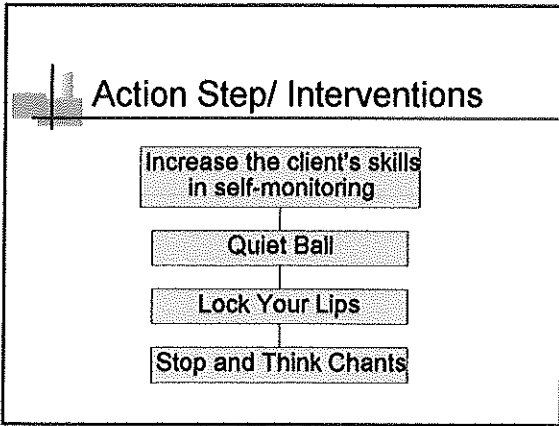 Action Step/ Interventions
Increase the client's skills
in self-monitoring
Quiet Ball
Lock Your Lips
Stop and Think Chants